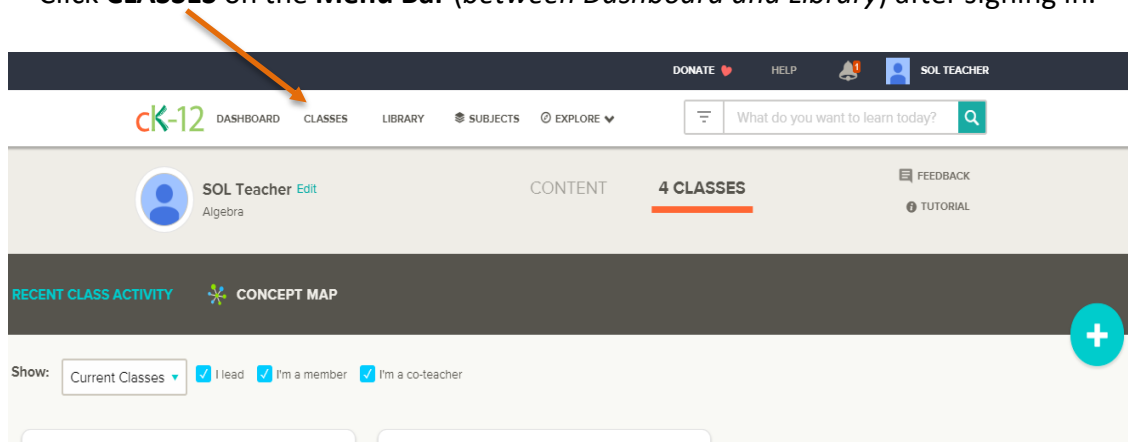 Click CLASSES on the Menu Bar (between Dashboard and Library) after signing in.
DONATE HELP 1 SOL TEACHER
cK-12 DASHBOARD CLASSES LIBRARY SUBJECTS EXPLORE What do you want to learn today?
SOL Teacher Edit
Algebra
CONTENT 4 CLASSES
FEEDBACK
TUTORIAL
RECENT CLASS ACTIVITY CONCEPT MAP
+
Show: Current Classes I lead I'm a member I'm a co-teacher